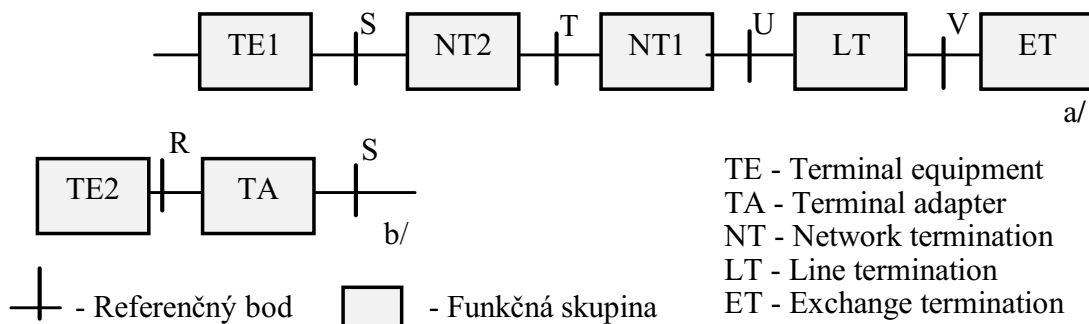 S T U V
TE1 NT2 NT1 LT ET
a/
R S
TE2 TA
b/
TE - Terminal equipment
TA - Terminal adapter
NT - Network termination
LT - Line termination
ET - Exchange termination
- Referenčný bod - Funkčná skupina